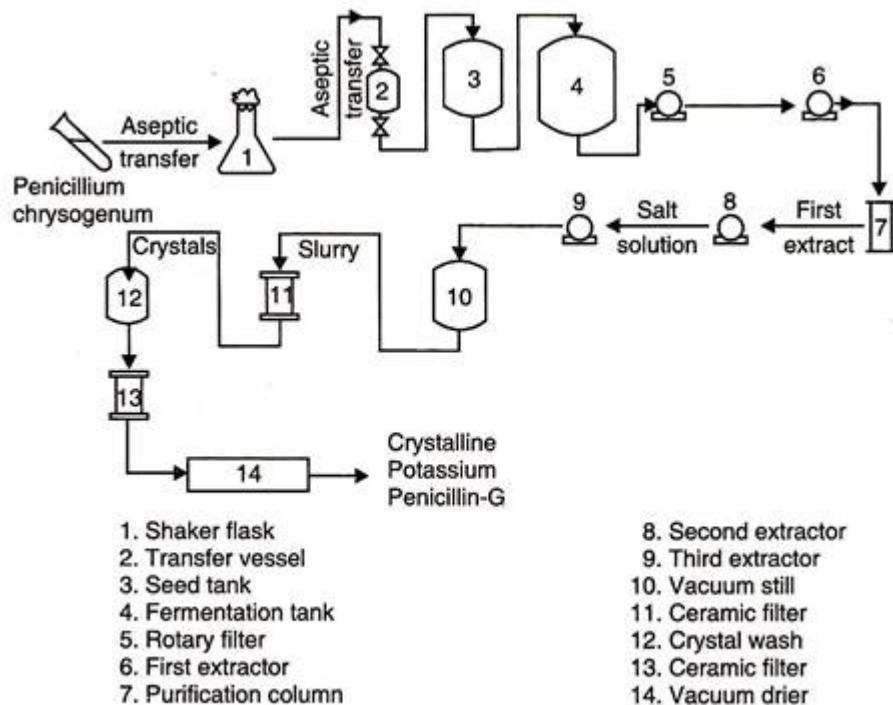 Aseptic
transfer
Penicillium
chrysogenum
1
Aseptic
transfer
2
3
4
5
6
7
First
extract
8
Salt
solution
9
10
Slurry
11
Crystals
12
13
14
Crystalline
Potassium
Penicillin-G
1. Shaker flask
2. Transfer vessel
3. Seed tank
4. Fermentation tank
5. Rotary filter
6. First extractor
7. Purification column
8. Second extractor
9. Third extractor
10. Vacuum still
11. Ceramic filter
12. Crystal wash
13. Ceramic filter
14. Vacuum drier